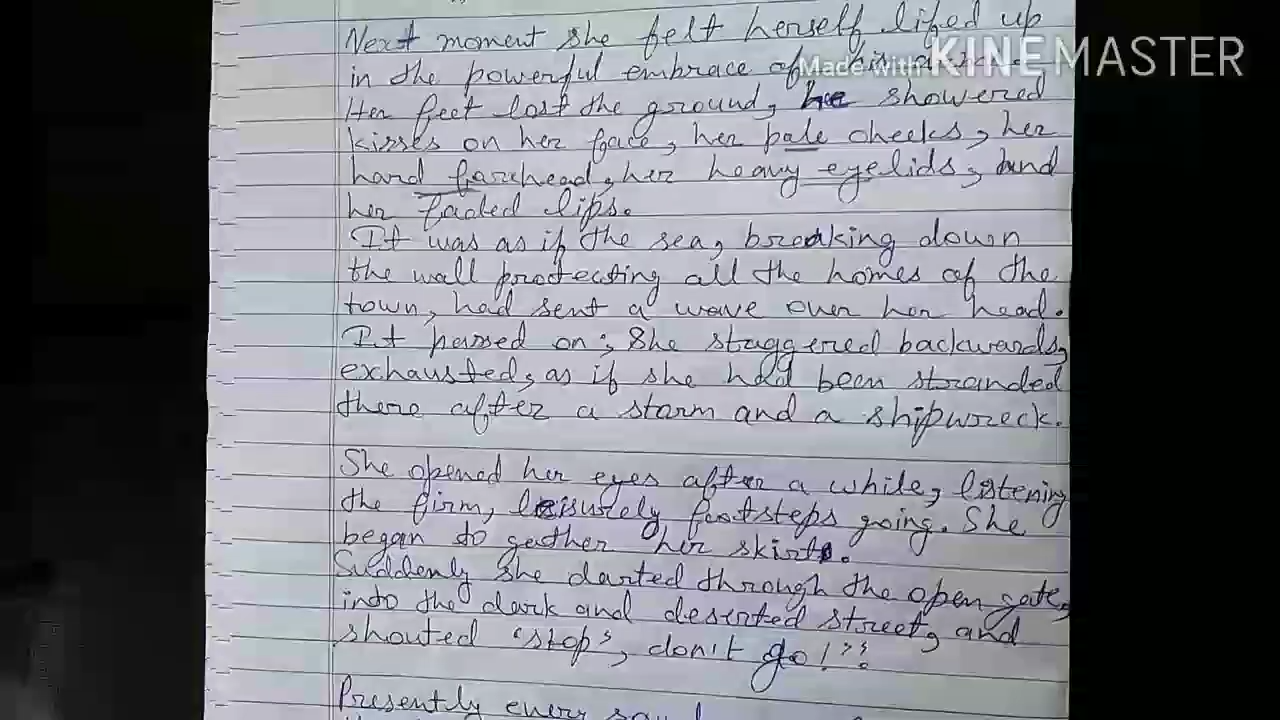 Next moment she felt herself lifed up
in the powerful embrace of his
Made with KINEMASTER
Her feet lost the ground, he showered
kisses on her face, her pale cheeks, her
hard farehead, her heavy eyelids, and
her faded lips.
It was as if the sea, breaking down
the wall protecting all the homes of the
town, had sent a wave over her head.
It passed on; She staggered backwards,
exhausted, as if she had been stranded
there after a storm and a shipwreck.
She opened her eyes after a while, listening
the firm, leisurely footsteps going. She
began to gather her skirts.
Suddenly she darted through the open gate,
into the dark and deserted street, and
shouted 'stop', don't go!''
Presently every